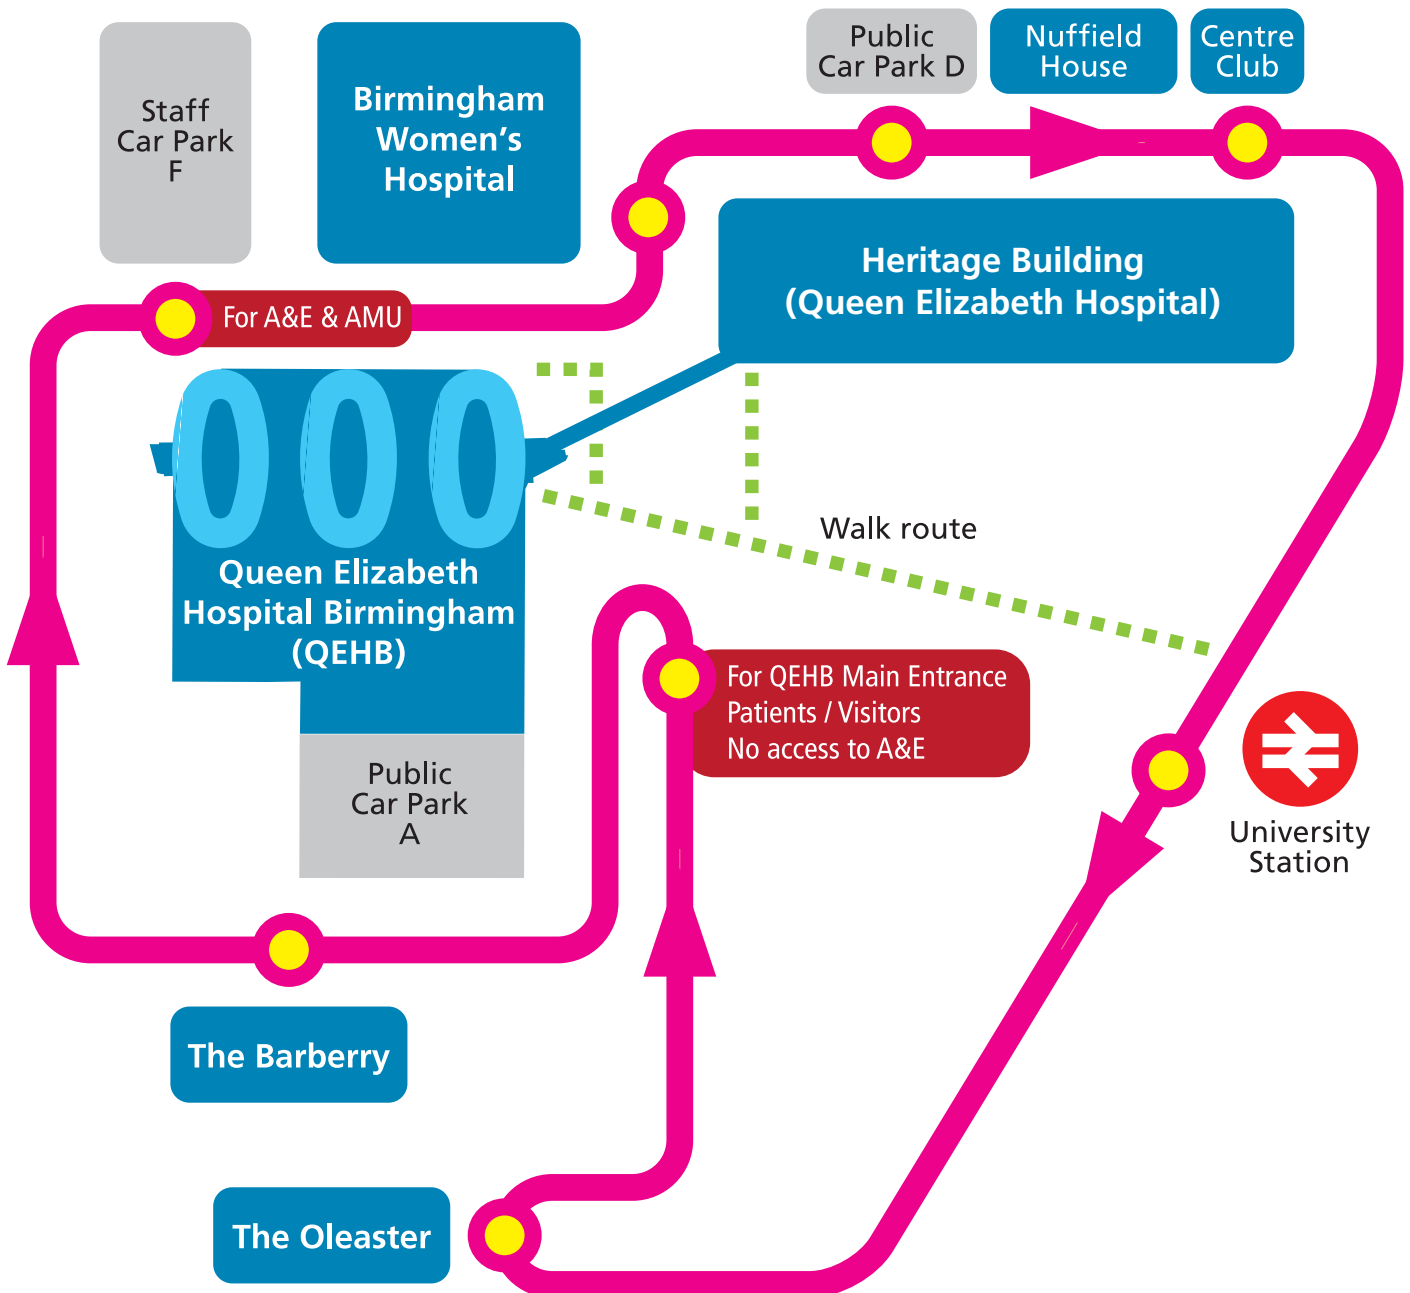 Staff
Car Park
F
Birmingham
Women's
Hospital
Public
Car Park D
Nuffield
House
Centre
Club
Heritage Building
(Queen Elizabeth Hospital)
For A&E & AMU
Queen Elizabeth
Hospital Birmingham
(QEHB)
Walk route
For QEHB Main Entrance
Patients / Visitors
No access to A&E
Public
Car Park
A
University
Station
The Barberry
The Oleaster